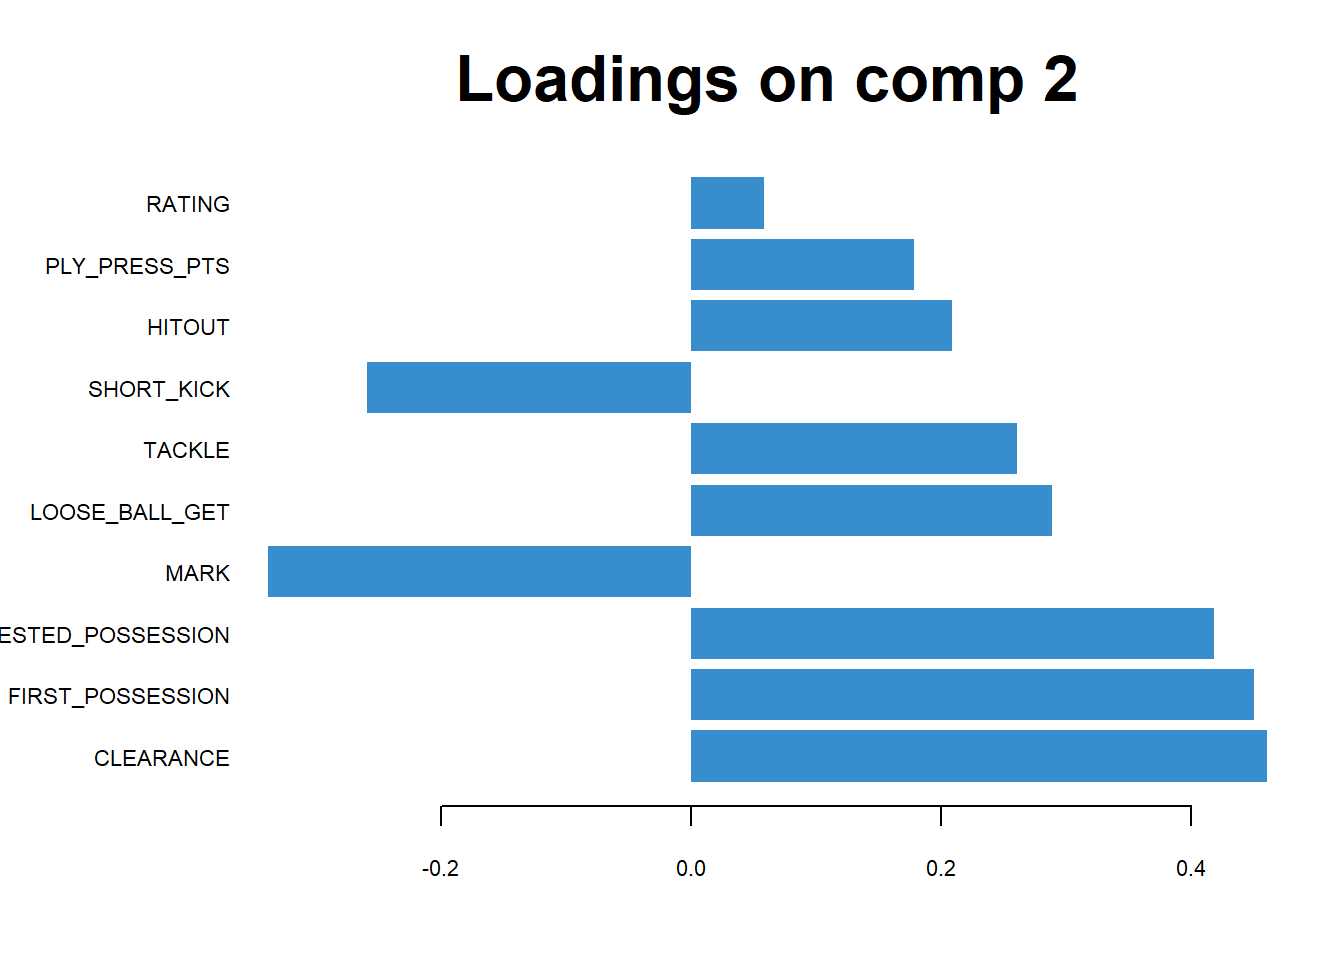 Loadings on comp 2
RATING
PLY_PRESS_PTS
HITOUT
SHORT_KICK
TACKLE
LOOSE_BALL_GET
MARK
ESTED_POSSESSION
FIRST_POSSESSION
CLEARANCE
-0.2 0.0 0.2 0.4